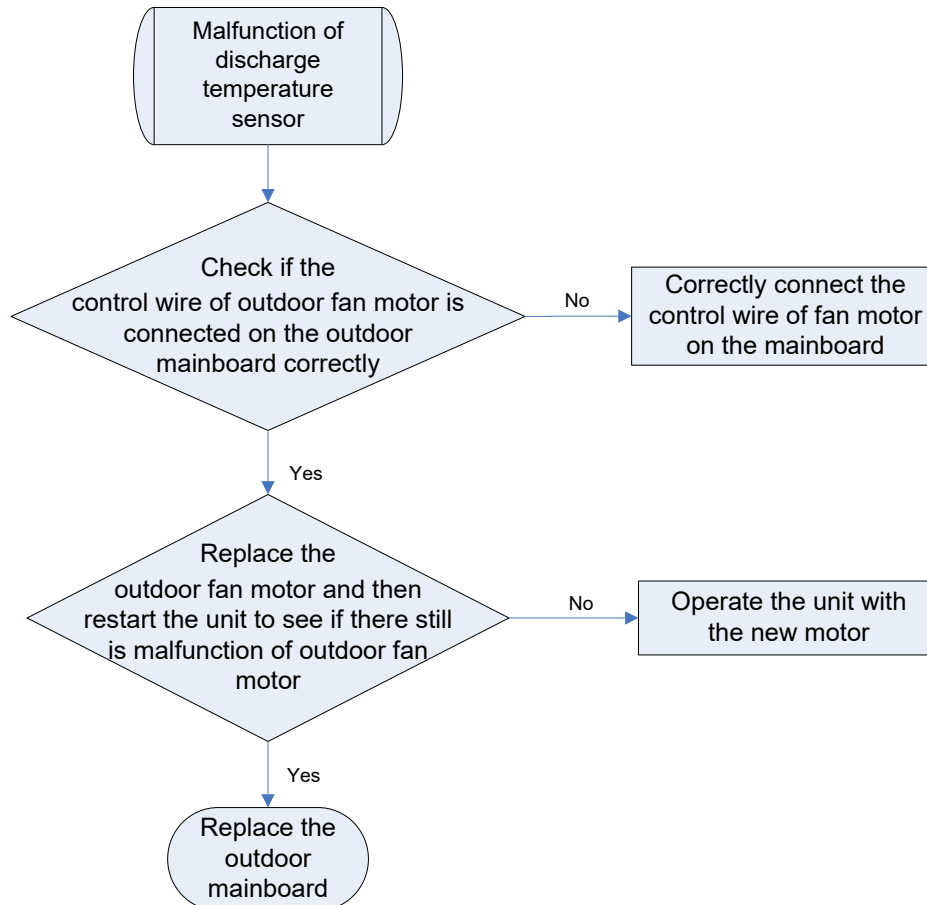 Malfunction of
discharge
temperature
sensor
Check if the
control wire of outdoor fan motor is
connected on the outdoor
mainboard correctly
No
Correctly connect the
control wire of fan motor
on the mainboard
Yes
Replace the
outdoor fan motor and then
restart the unit to see if there still
is malfunction of outdoor fan
motor
No
Operate the unit with
the new motor
Yes
Replace the
outdoor
mainboard